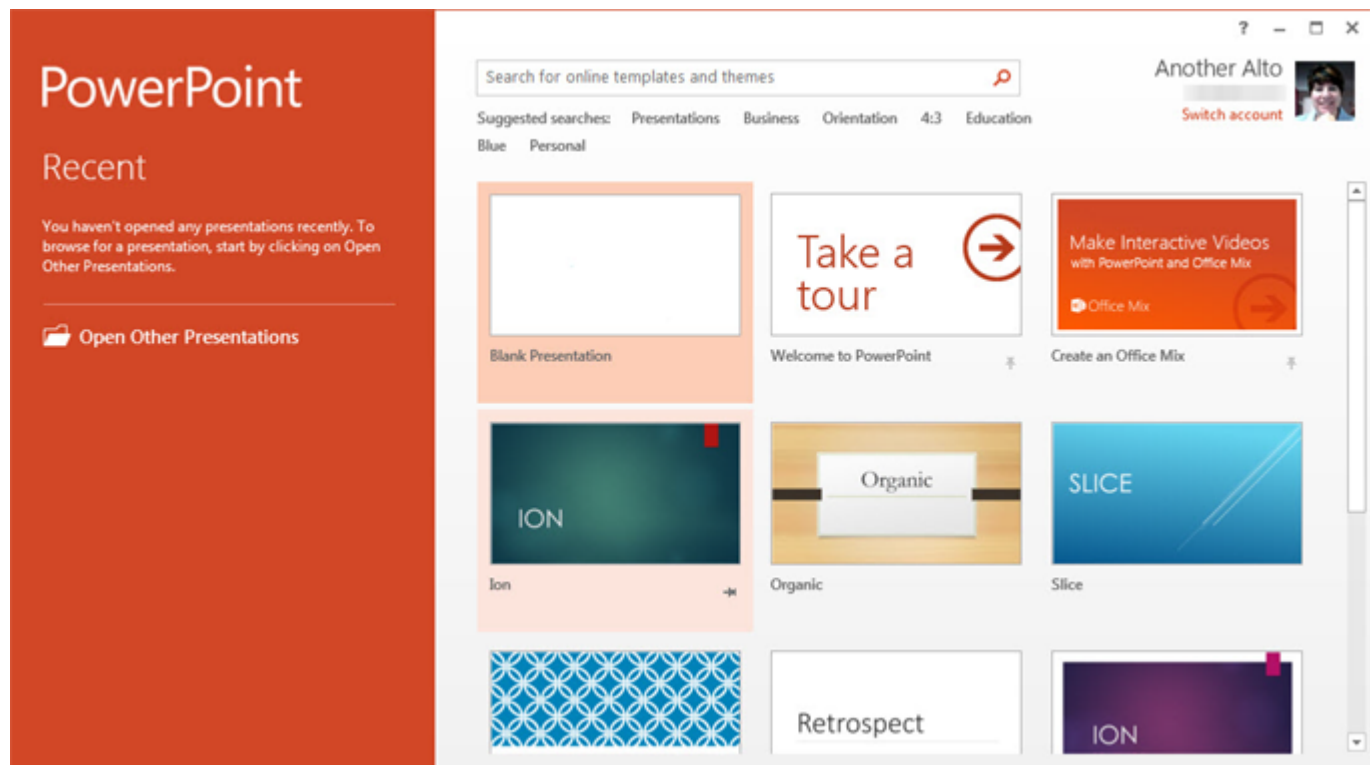 ?
PowerPoint
Recent
You haven't opened any presentations recently. To
browse for a presentation, start by clicking on Open
Other Presentations.
Open Other Presentations
Search for online templates and themes
Suggested searches: Presentations Business Orientation 4:3 Education
Blue Personal
Another Alto
Switch account
Blank Presentation
Take a
tour
Welcome to PowerPoint
Make Interactive Videos
with PowerPoint and Office Mix
Office Mix
Create an Office Mix
ION
Ion
Organic
Organic
SLICE
Slice
Retrospect
ION